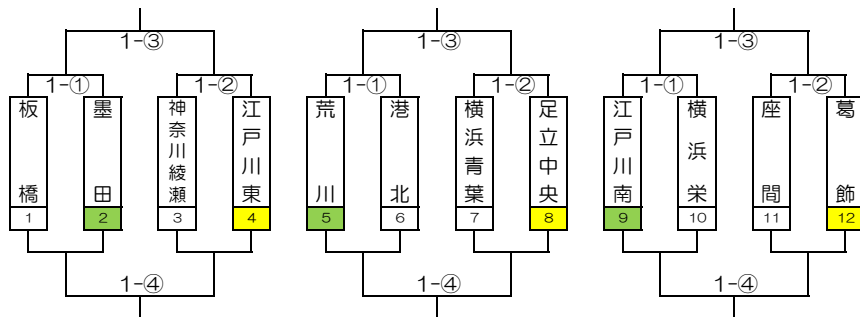 1-③ 1-③ 1-③
1-① 1-② 1-① 1-② 1-① 1-②
板橋 墨田 神奈川綾瀬 江戸川東 荒川 港北 横浜青葉 足立中央 江戸川南 横浜栄 座間 葛飾
1 2 3 4 5 6 7 8 9 10 11 12
1-④ 1-④ 1-④